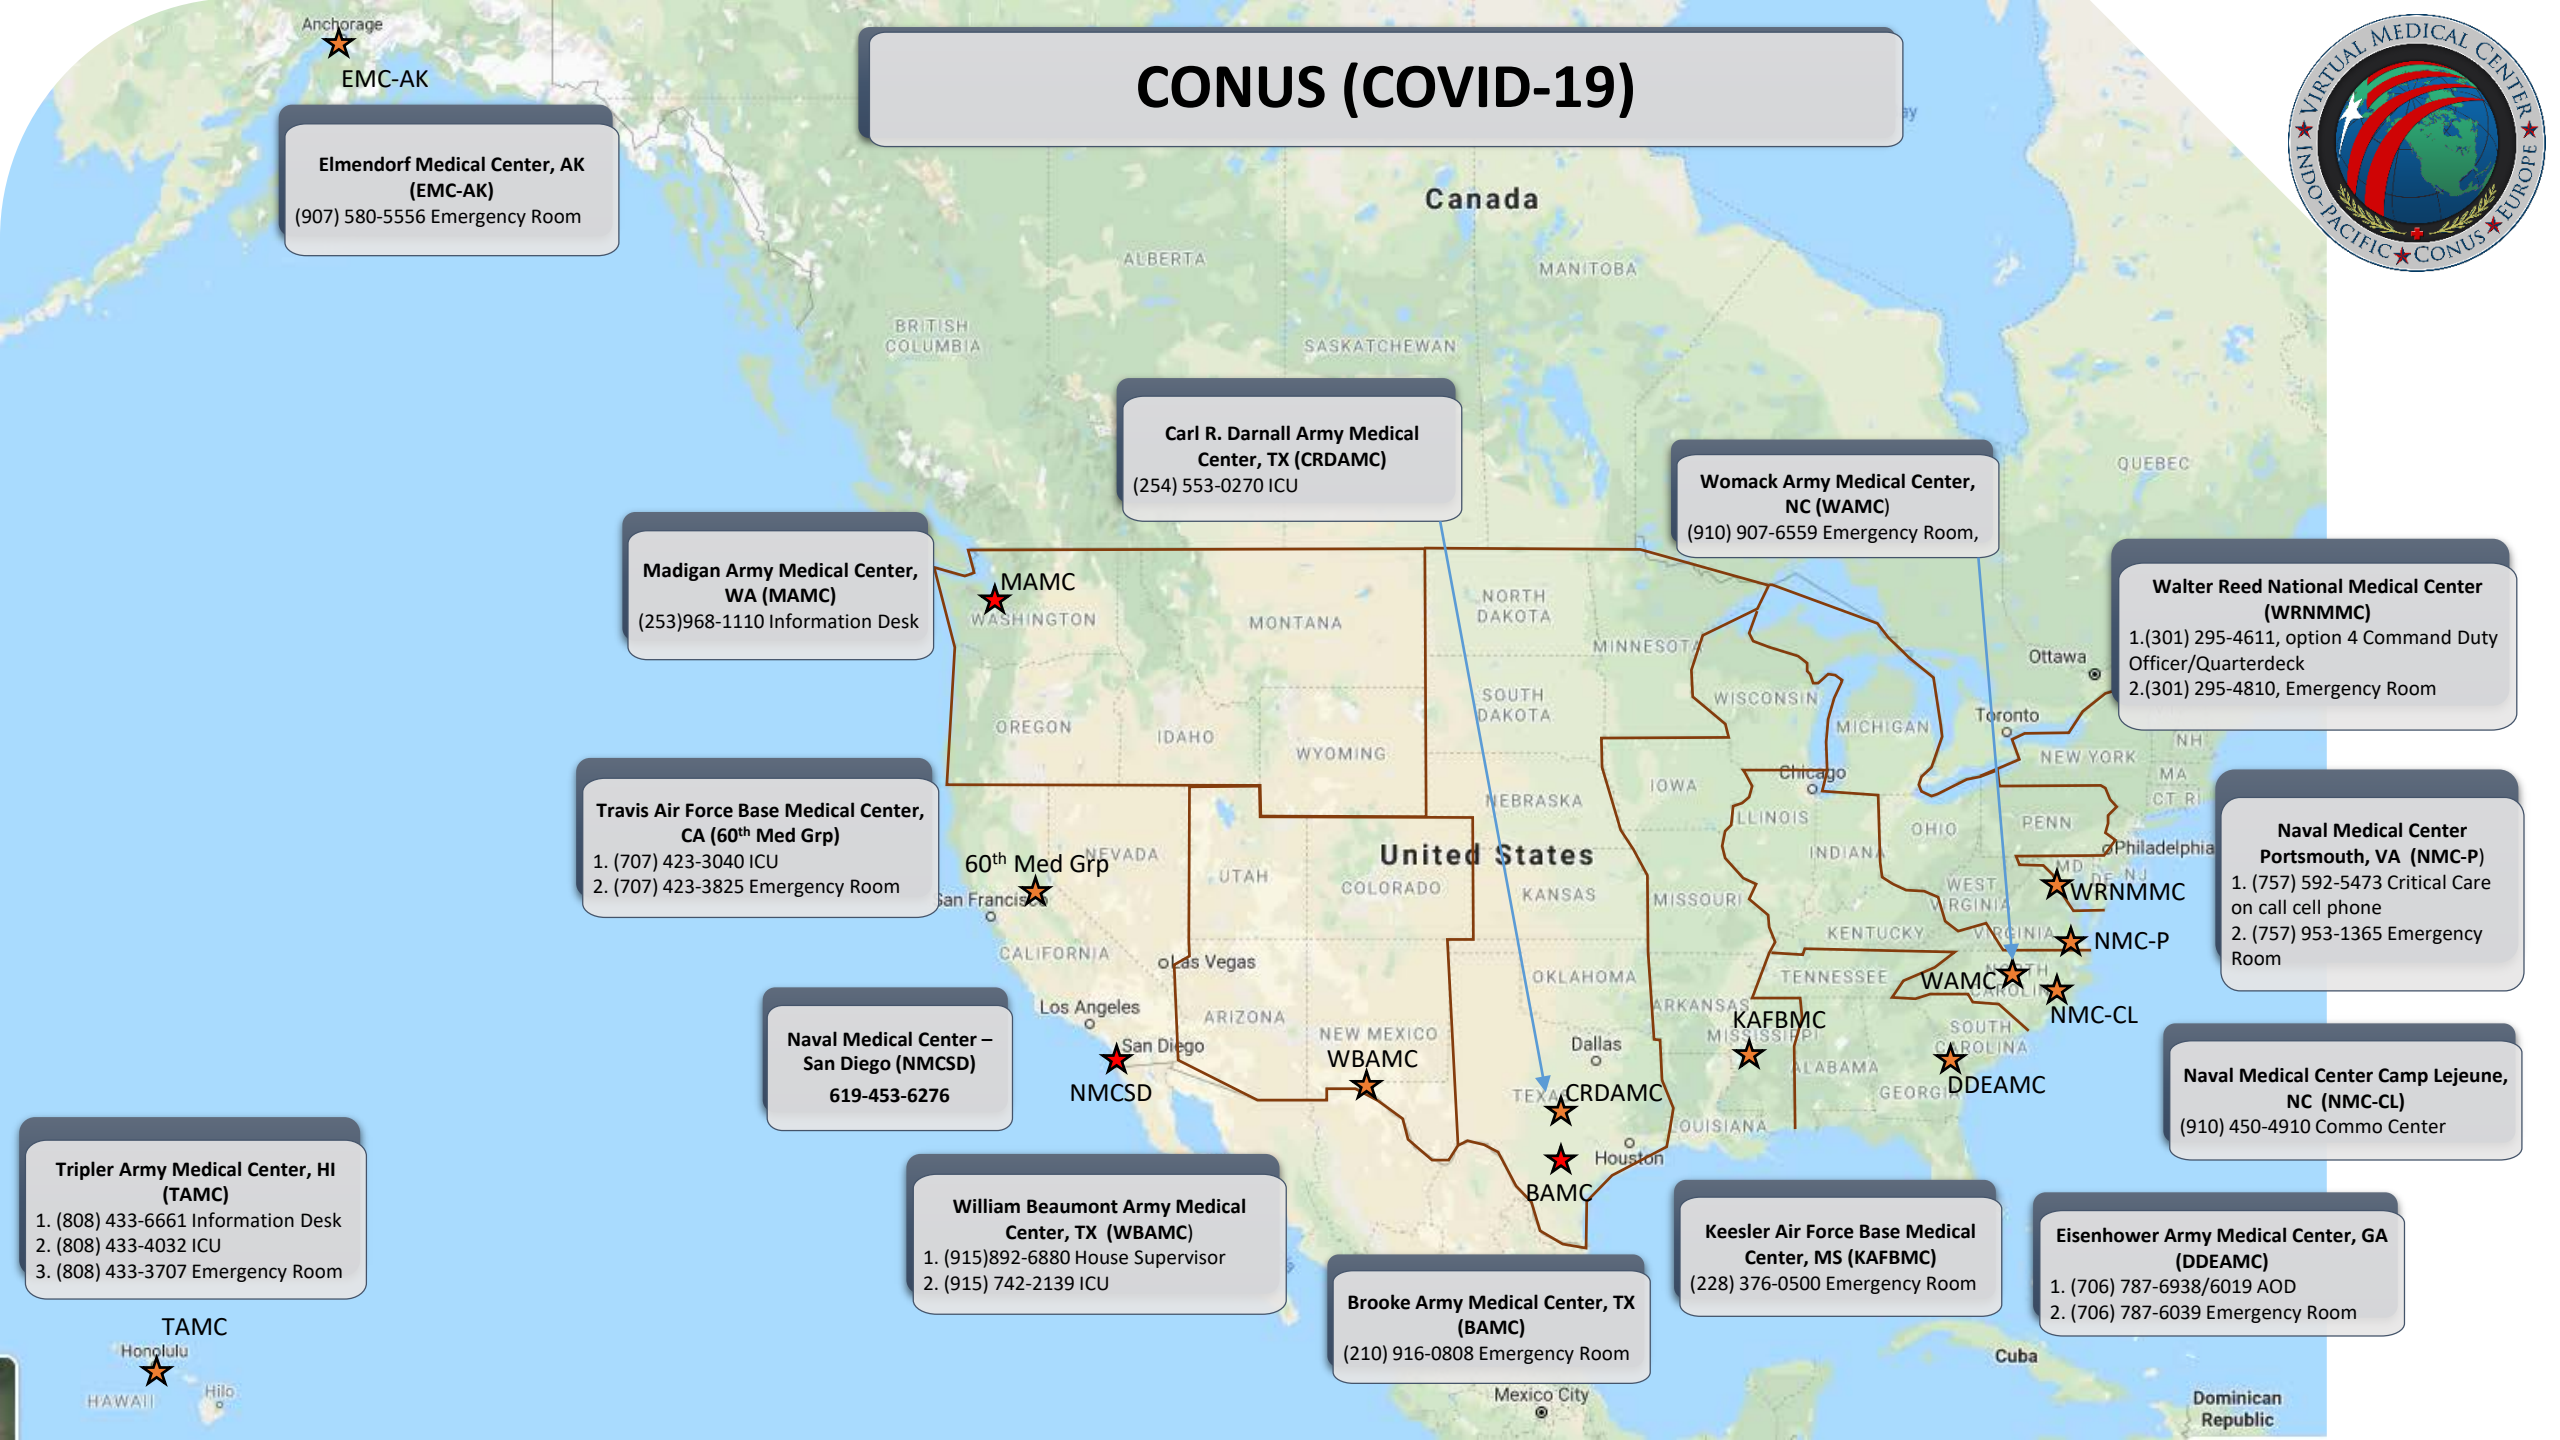 Anchorage
EMC-AK
CONUS (COVID-19)
VIRTUAL MEDICAL CENTER
INDO-PACIFIC ★ CONUS ★ EUROPE
Elmendorf Medical Center, AK
(EMC-AK)
(907) 580-5556 Emergency Room
Canada
ALBERTA
MANITOBA
BRITISH
COLUMBIA
SASKATCHEWAN
QUEBEC
Carl R. Darnall Army Medical
Center, TX (CRDAMC)
(254) 553-0270 ICU
Womack Army Medical Center,
NC (WAMC)
(910) 907-6559 Emergency Room,
Madigan Army Medical Center,
WA (MAMC)
(253)968-1110 Information Desk
Walter Reed National Medical Center
(WRNMMC)
1.(301) 295-4611, option 4 Command Duty
Officer/Quarterdeck
2.(301) 295-4810, Emergency Room
MAMC
WASHINGTON
MONTANA
NORTH
DAKOTA
MINNESOTA
Ottawa
SOUTH
DAKOTA
WISCONSIN
MICHIGAN
Toronto
OREGON
IDAHO
WYOMING
NEW YORK
NH
MA
CT RI
Chicago
IOWA
NEBRASKA
ILLINOIS
INDIANA
OHIO
PENN
Philadelphia
MD
DE NJ
Travis Air Force Base Medical Center,
CA (60th Med Grp)
1. (707) 423-3040 ICU
2. (707) 423-3825 Emergency Room
60th Med Grp
NEVADA
San Francisco
UTAH
COLORADO
United States
KANSAS
MISSOURI
WEST
VIRGINIA
WRNMMC
Naval Medical Center
Portsmouth, VA (NMC-P)
1. (757) 592-5473 Critical Care
on call cell phone
2. (757) 953-1365 Emergency
Room
KENTUCKY
VIRGINIA
NMC-P
CALIFORNIA
Las Vegas
OKLAHOMA
TENNESSEE
WAMC
NORTH
CAROLINA
NMC-CL
Los Angeles
ARIZONA
NEW MEXICO
ARKANSAS
KAFBMC
MISSISSIPPI
SOUTH
CAROLINA
Naval Medical Center –
San Diego (NMCSD)
619-453-6276
San Diego
NMCSD
WBAMC
Dallas
TEXAS
CRDAMC
ALABAMA
GEORGIA
DDEAMC
LOUISIANA
Houston
BAMC
Naval Medical Center Camp Lejeune,
NC (NMC-CL)
(910) 450-4910 Commo Center
Tripler Army Medical Center, HI
(TAMC)
1. (808) 433-6661 Information Desk
2. (808) 433-4032 ICU
3. (808) 433-3707 Emergency Room
William Beaumont Army Medical
Center, TX (WBAMC)
1. (915)892-6880 House Supervisor
2. (915) 742-2139 ICU
Brooke Army Medical Center, TX
(BAMC)
(210) 916-0808 Emergency Room
Keesler Air Force Base Medical
Center, MS (KAFBMC)
(228) 376-0500 Emergency Room
Eisenhower Army Medical Center, GA
(DDEAMC)
1. (706) 787-6938/6019 AOD
2. (706) 787-6039 Emergency Room
TAMC
Honolulu
HAWAII
Hilo
Mexico City
Cuba
Dominican
Republic